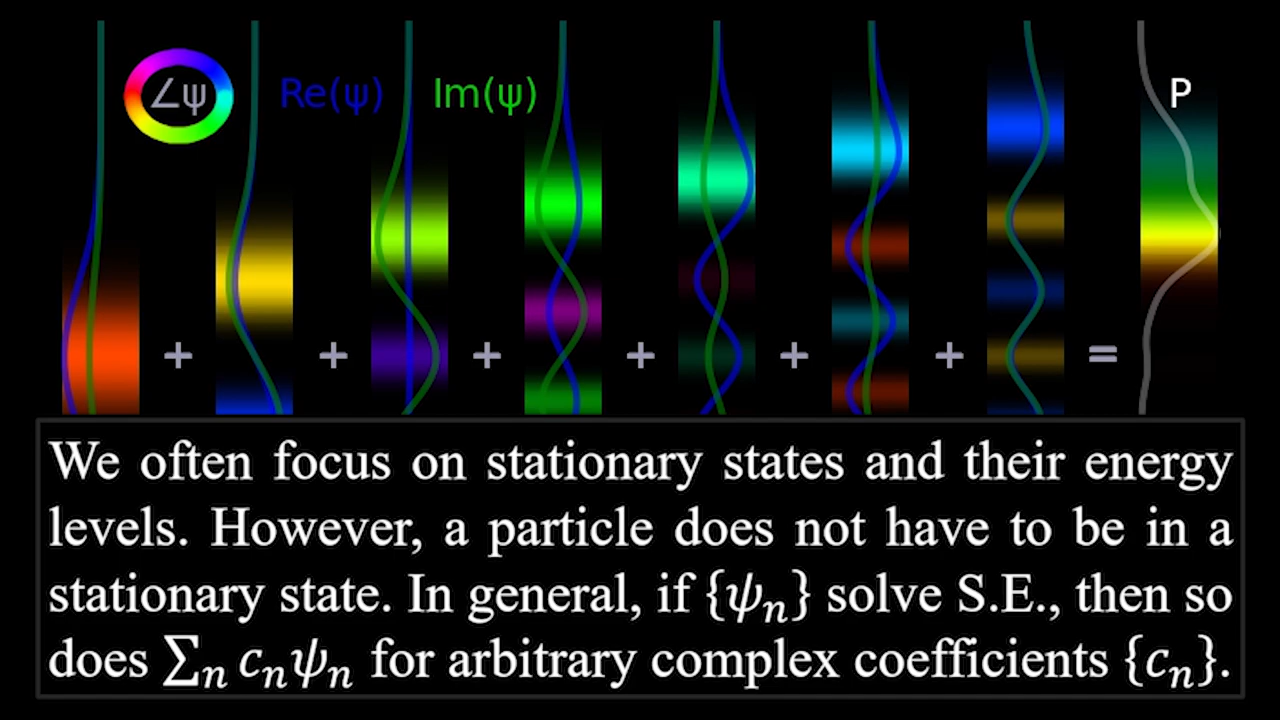 ∠ψ Re(ψ) Im(ψ) P
+ + + + + + =
We often focus on stationary states and their energy
levels. However, a particle does not have to be in a
stationary state. In general, if {ψₙ} solve S.E., then so
does ∑ₙ cₙψₙ for arbitrary complex coefficients {cₙ}.